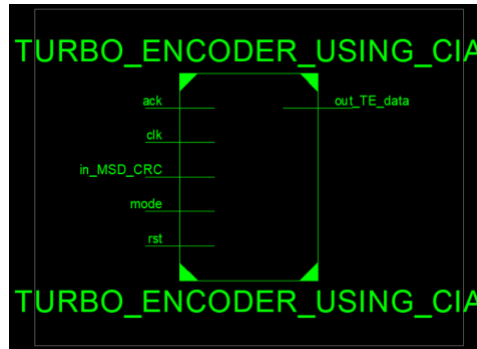 TURBO_ENCODER_USING_CIA
ack
out_TE_data
clk
in_MSD_CRC
mode
rst
TURBO_ENCODER_USING_CIA